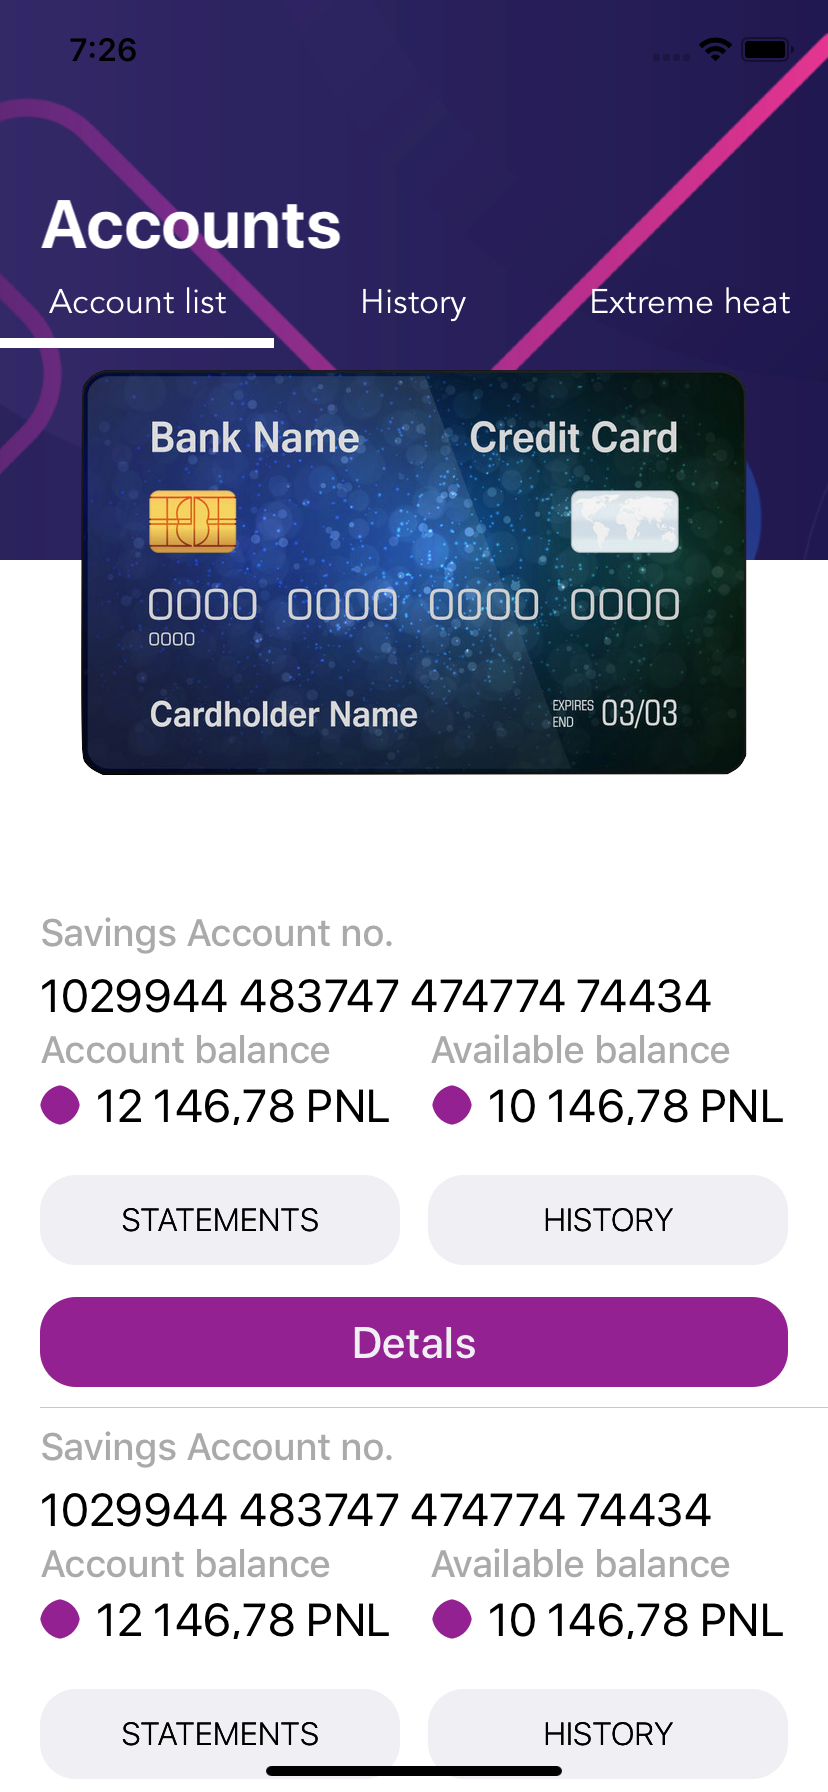 7:26
Accounts
Account list History Extreme heat
Bank Name Credit Card
0000 0000 0000 0000
0000
Cardholder Name EXPIRES END 03/03
Savings Account no.
1029944 483747 474774 74434
Account balance Available balance
12 146,78 PNL 10 146,78 PNL
STATEMENTS HISTORY
Detals
Savings Account no.
1029944 483747 474774 74434
Account balance Available balance
12 146,78 PNL 10 146,78 PNL
STATEMENTS HISTORY